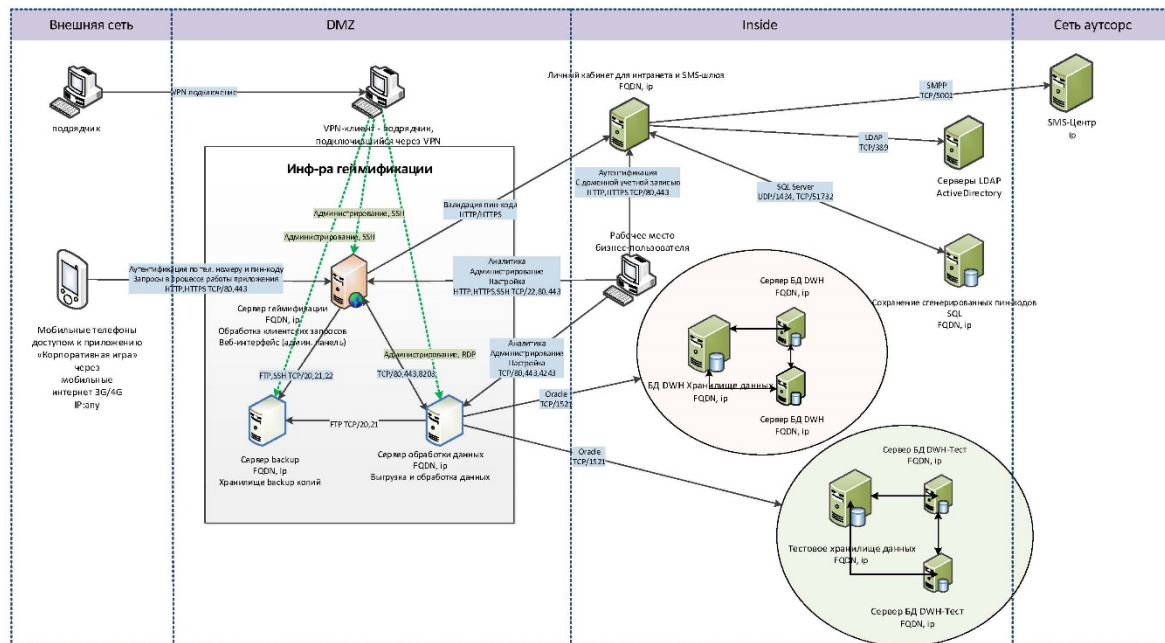 Внешняя сеть
DMZ
Inside
Сеть аутсорс
подрядчик
VPN подключение
VPN-клиент - подрядчик,
подключившийся через VPN
Личный кабинет для интранета и SMS-шлюз
FQDN, ip
SMPP
TCP/5001
SMS-Центр
ip
LDAP
TCP/389
Серверы LDAP
ActiveDirectory
SQL Server
UDP/1434, TCP/51732
Сохранение сгенерированных пин-кодов
SQL
FQDN, ip
Инф-ра геймификации
Администрирование, SSH
Администрирование, SSH
Валидация пин кода
HTTP/HTTPS
Аутентификация
С доменной учетной записью
HTTP,HTTPS TCP/80,443
Рабочее место
бизнес-пользователя
Аутентификация по тел. номеру и пин-коду
Запросы в процессе работы приложения
HTTP,HTTPS TCP/80,443
Аналитика
Администрирование
Настройка
HTTP,HTTPS,SSH TCP/22,80,443
Мобильные телефоны
доступом к приложению
«Корпоративная игра»
через
мобильные
интернет 3G/4G
IP:any
Сервер геймификации
FQDN, ip
Обработка клиентских запросов
Веб-интерфейс (админ. панель)
Администрирование, RDP
Аналитика
Администрирование
Настройка
TCP/80,443,4243
FTP,SSH TCP/20,21,22
TCP/80,443,8203
FTP TCP/20,21
Сервер backup
FQDN, ip
Хранилище backup копий
Сервер обработки данных
FQDN, ip
Выгрузка и обработка данных
Oracle
TCP/1521
Oracle
TCP/1521
Сервер БД DWH
FQDN, ip
БД DWH Хранилище данных
FQDN, ip
Сервер БД DWH
FQDN, ip
Сервер БД DWH-Тест
FQDN, ip
Тестовое хранилище данных
FQDN, ip
Сервер БД DWH-Тест
FQDN, ip